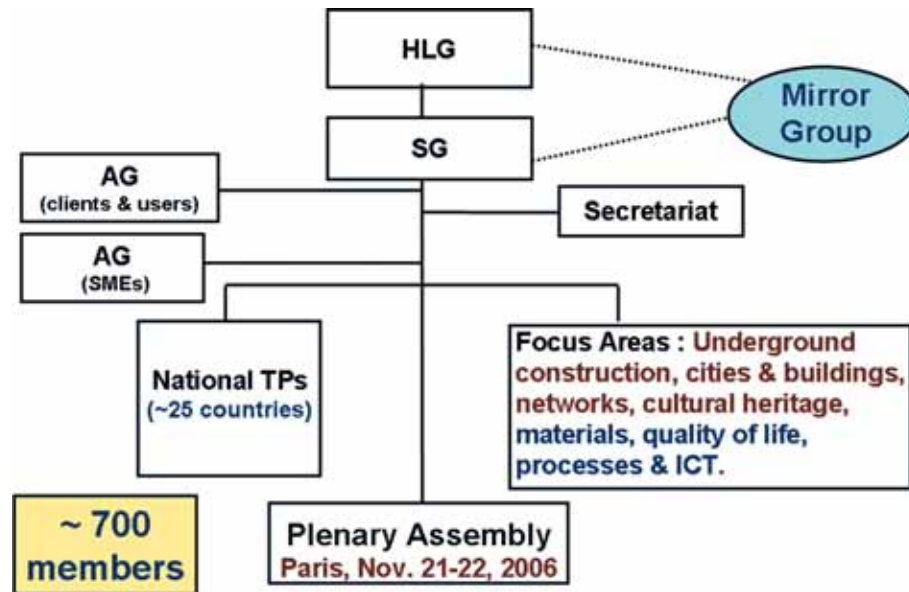 HLG
Mirror
Group
SG
AG
(clients & users)
Secretariat
AG
(SMEs)
National TPs
(~25 countries)
Focus Areas : Underground
construction, cities & buildings,
networks, cultural heritage,
materials, quality of life,
processes & ICT.
~ 700
members
Plenary Assembly
Paris, Nov. 21-22, 2006